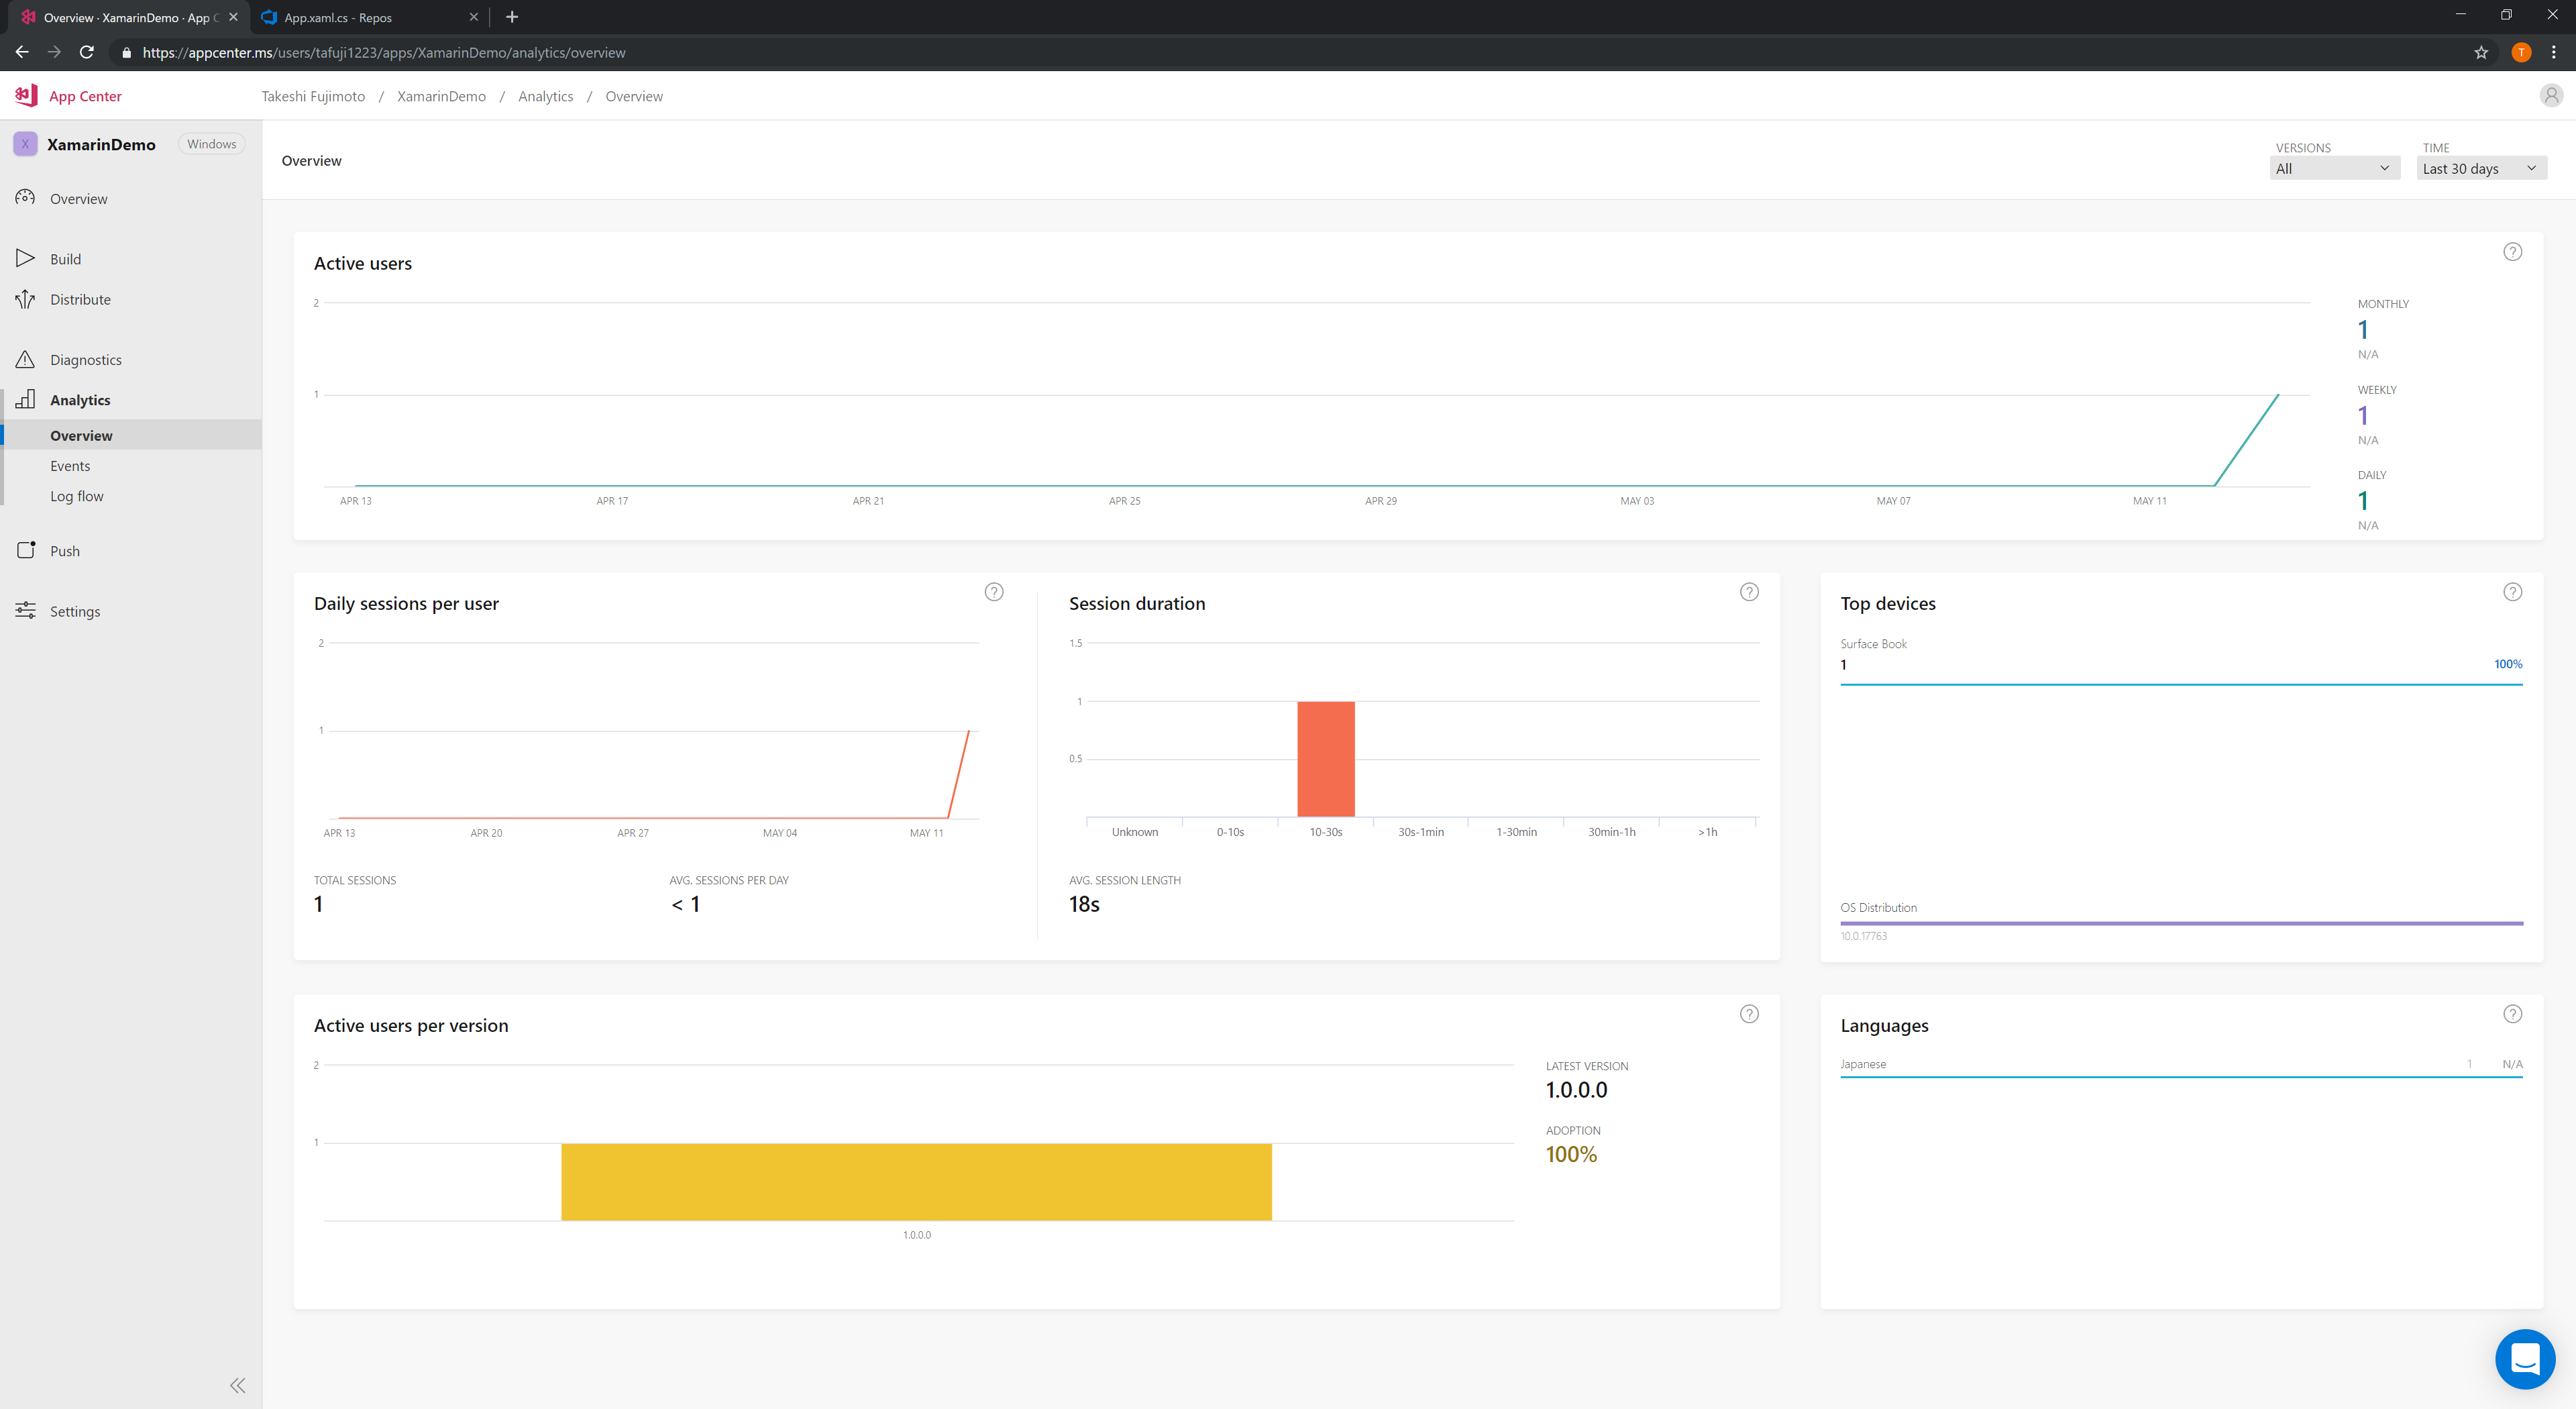 Overview · XamarinDemo · App C
App.xaml.cs - Repos
https://appcenter.ms/users/tafuji1223/apps/XamarinDemo/analytics/overview
T
App Center
Takeshi Fujimoto / XamarinDemo / Analytics / Overview
X XamarinDemo Windows
Overview
Build
Distribute
Diagnostics
Analytics
Overview
Events
Log flow
Push
Settings
Overview
VERSIONS
All
TIME
Last 30 days
Active users
?
2
1
APR 13 APR 17 APR 21 APR 25 APR 29 MAY 03 MAY 07 MAY 11
MONTHLY
1
N/A
WEEKLY
1
N/A
DAILY
1
N/A
Daily sessions per user
?
2
1
APR 13 APR 20 APR 27 MAY 04 MAY 11
TOTAL SESSIONS
1
AVG. SESSIONS PER DAY
< 1
Session duration
?
1.5
1
0.5
Unknown 0-10s 10-30s 30s-1min 1-30min 30min-1h >1h
AVG. SESSION LENGTH
18s
Top devices
?
Surface Book
1 100%
OS Distribution
10.0.17763
Active users per version
?
2
1
1.0.0.0
LATEST VERSION
1.0.0.0
ADOPTION
100%
Languages
?
Japanese 1 N/A